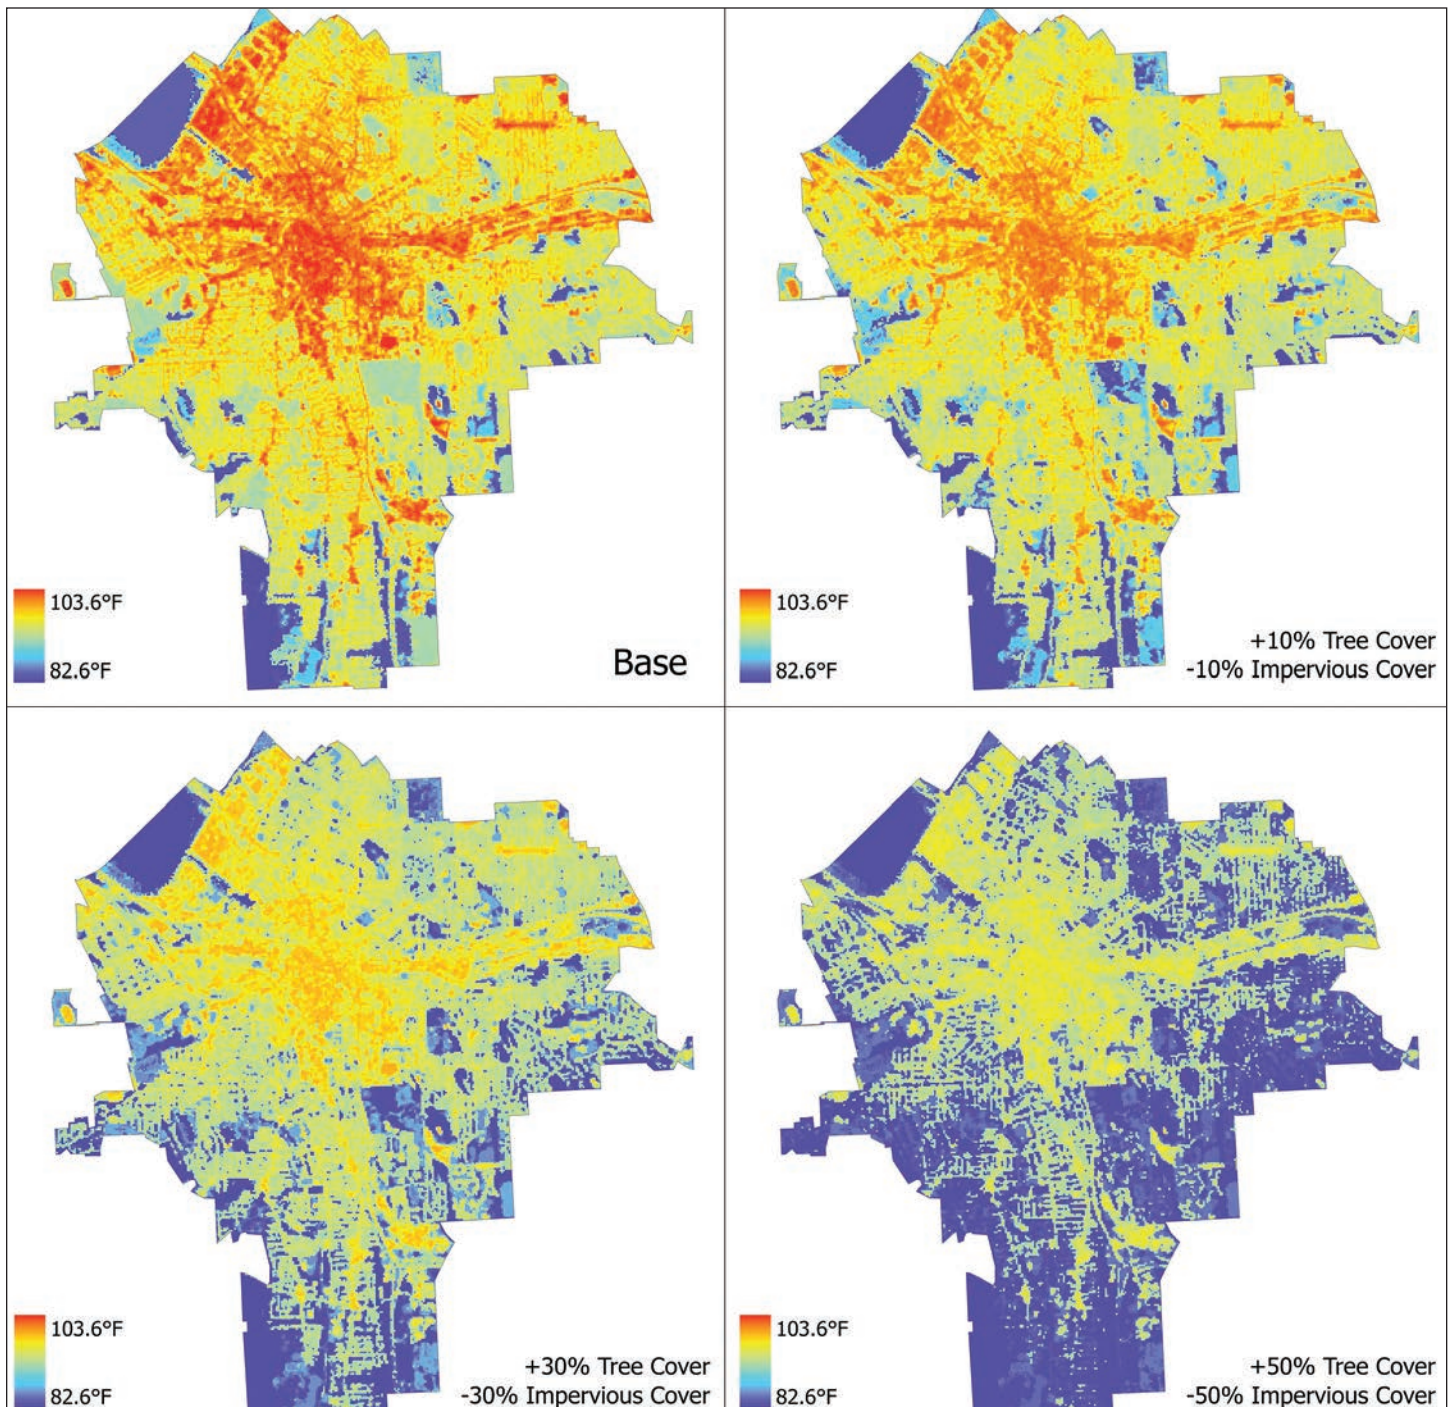 103.6°F
82.6°F
Base
103.6°F
82.6°F
+10% Tree Cover
-10% Impervious Cover
103.6°F
82.6°F
+30% Tree Cover
-30% Impervious Cover
103.6°F
82.6°F
+50% Tree Cover
-50% Impervious Cover